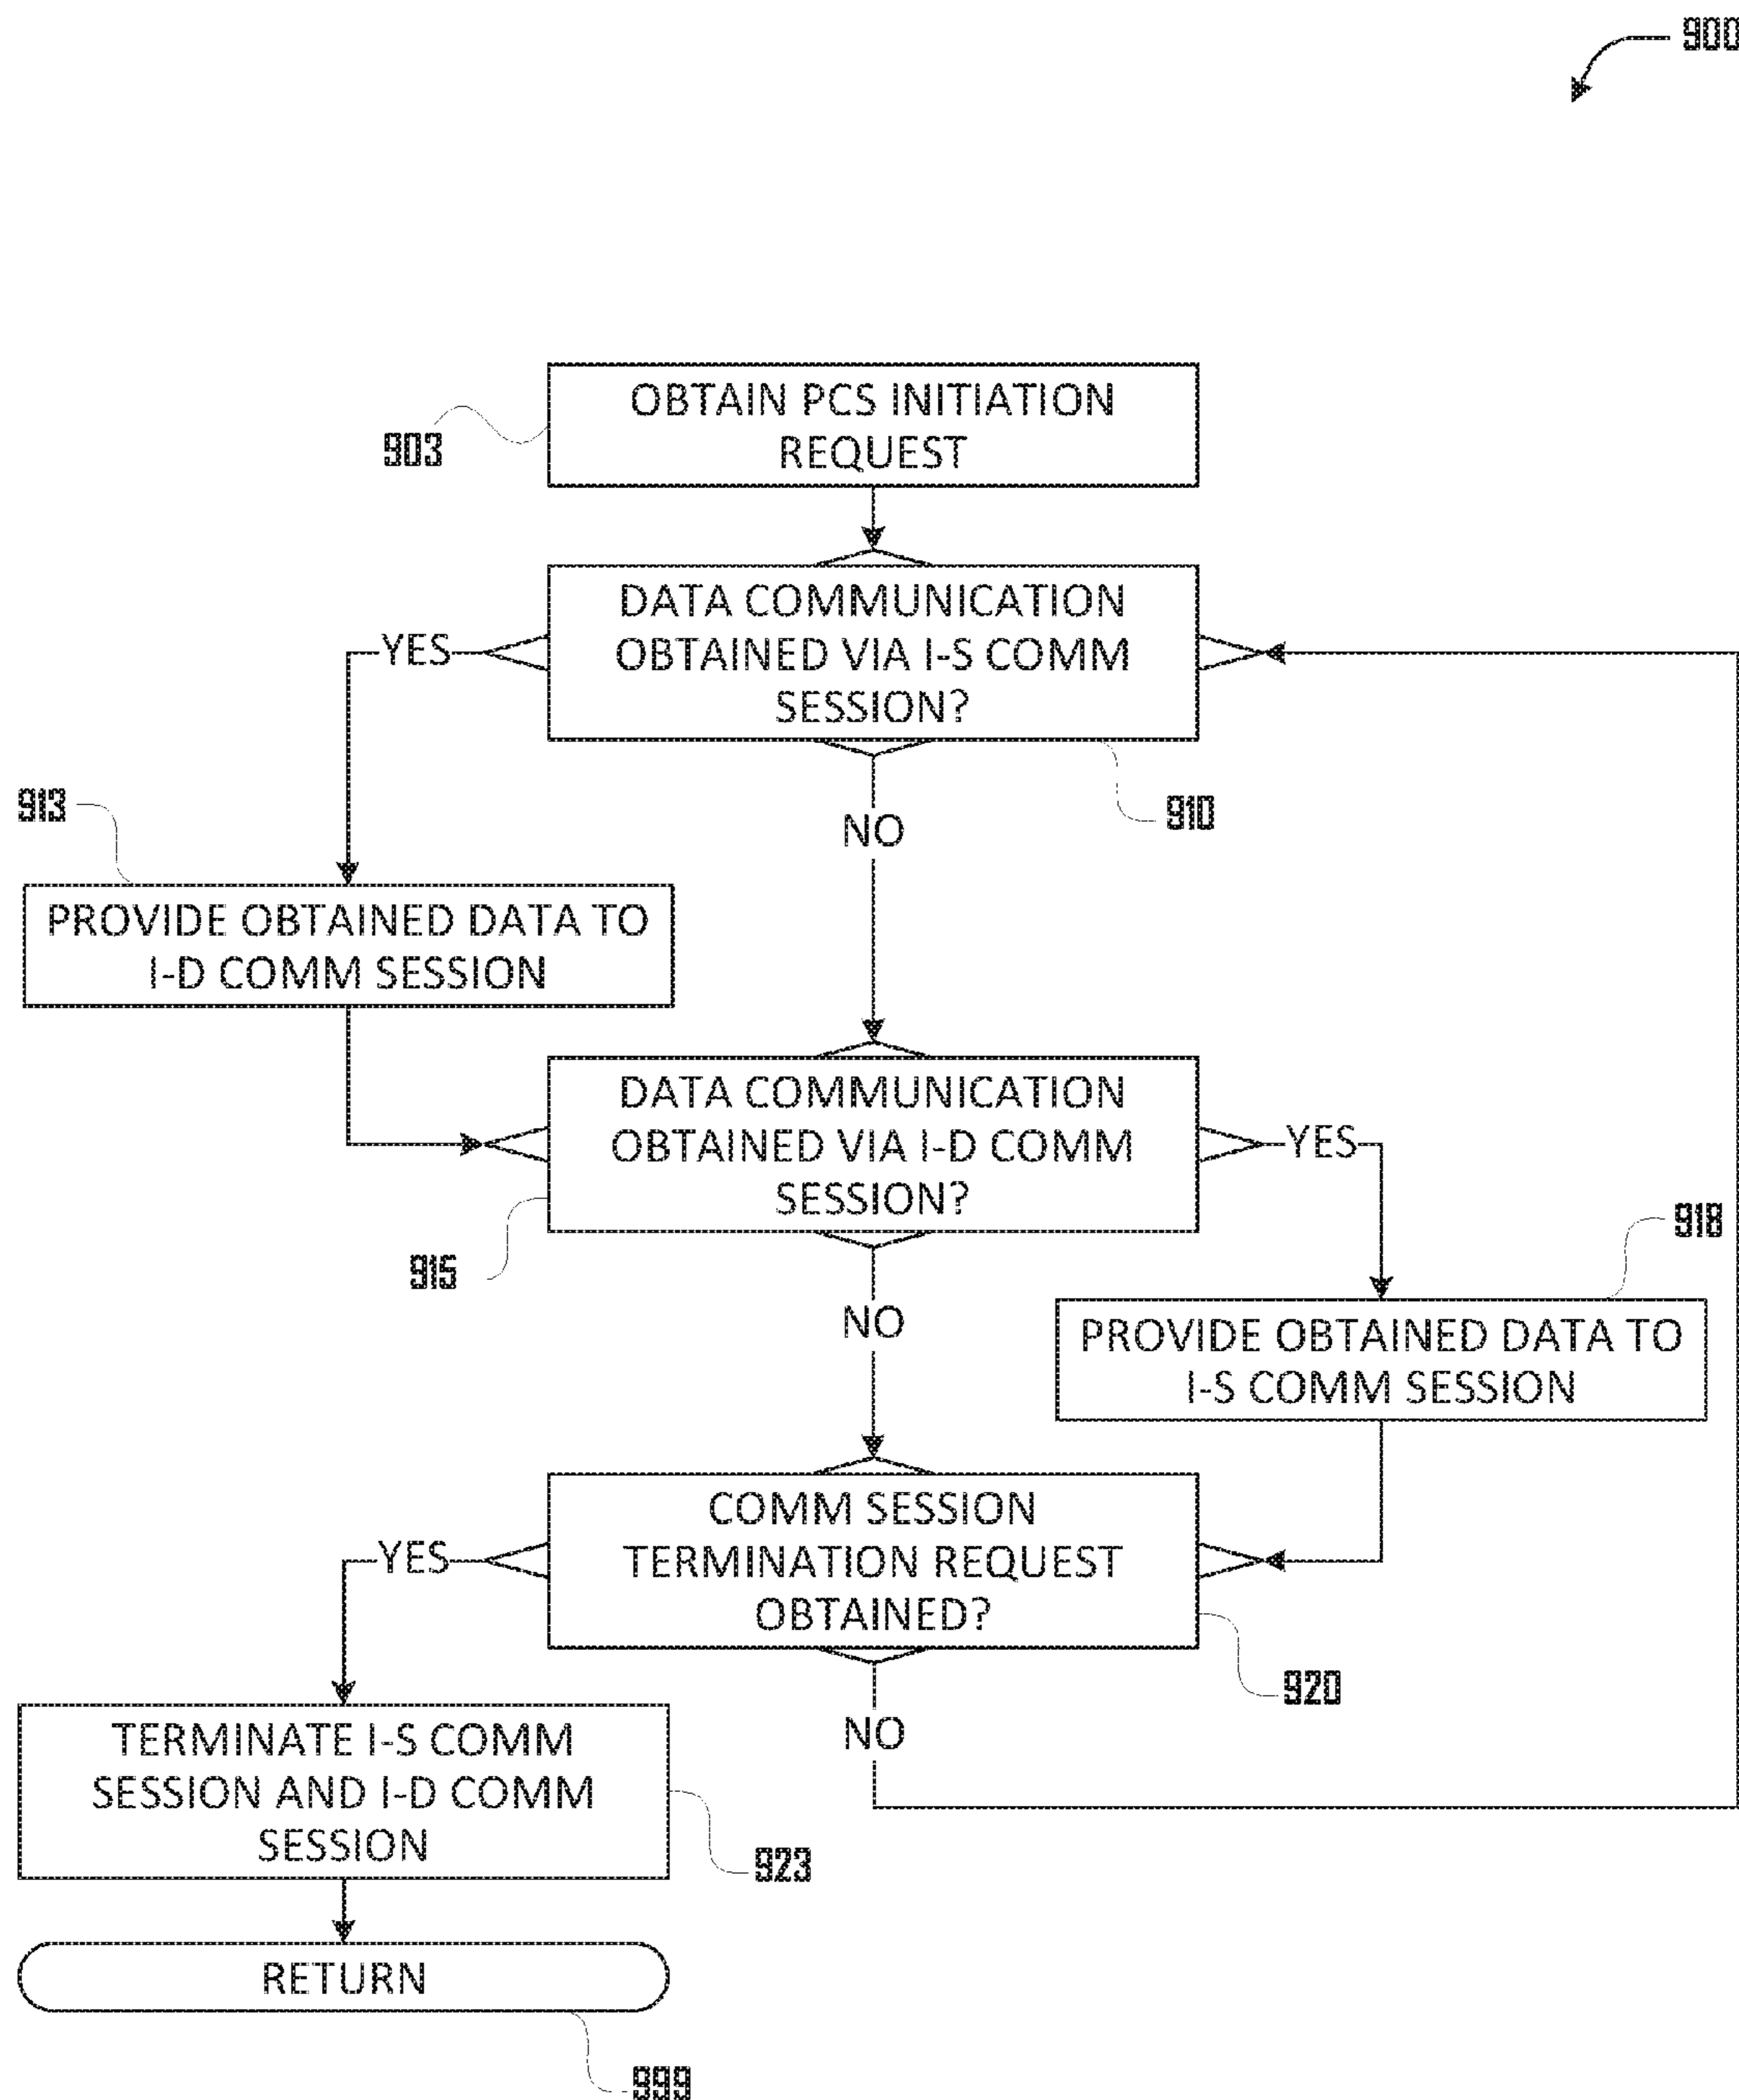 900
OBTAIN PCS INITIATION
REQUEST
903
DATA COMMUNICATION
OBTAINED VIA I-S COMM
SESSION?
YES
910
NO
913
PROVIDE OBTAINED DATA TO
I-D COMM SESSION
DATA COMMUNICATION
OBTAINED VIA I-D COMM
SESSION?
YES
915
NO
918
PROVIDE OBTAINED DATA TO
I-S COMM SESSION
COMM SESSION
TERMINATION REQUEST
OBTAINED?
YES
920
NO
TERMINATE I-S COMM
SESSION AND I-D COMM
SESSION
923
RETURN
999